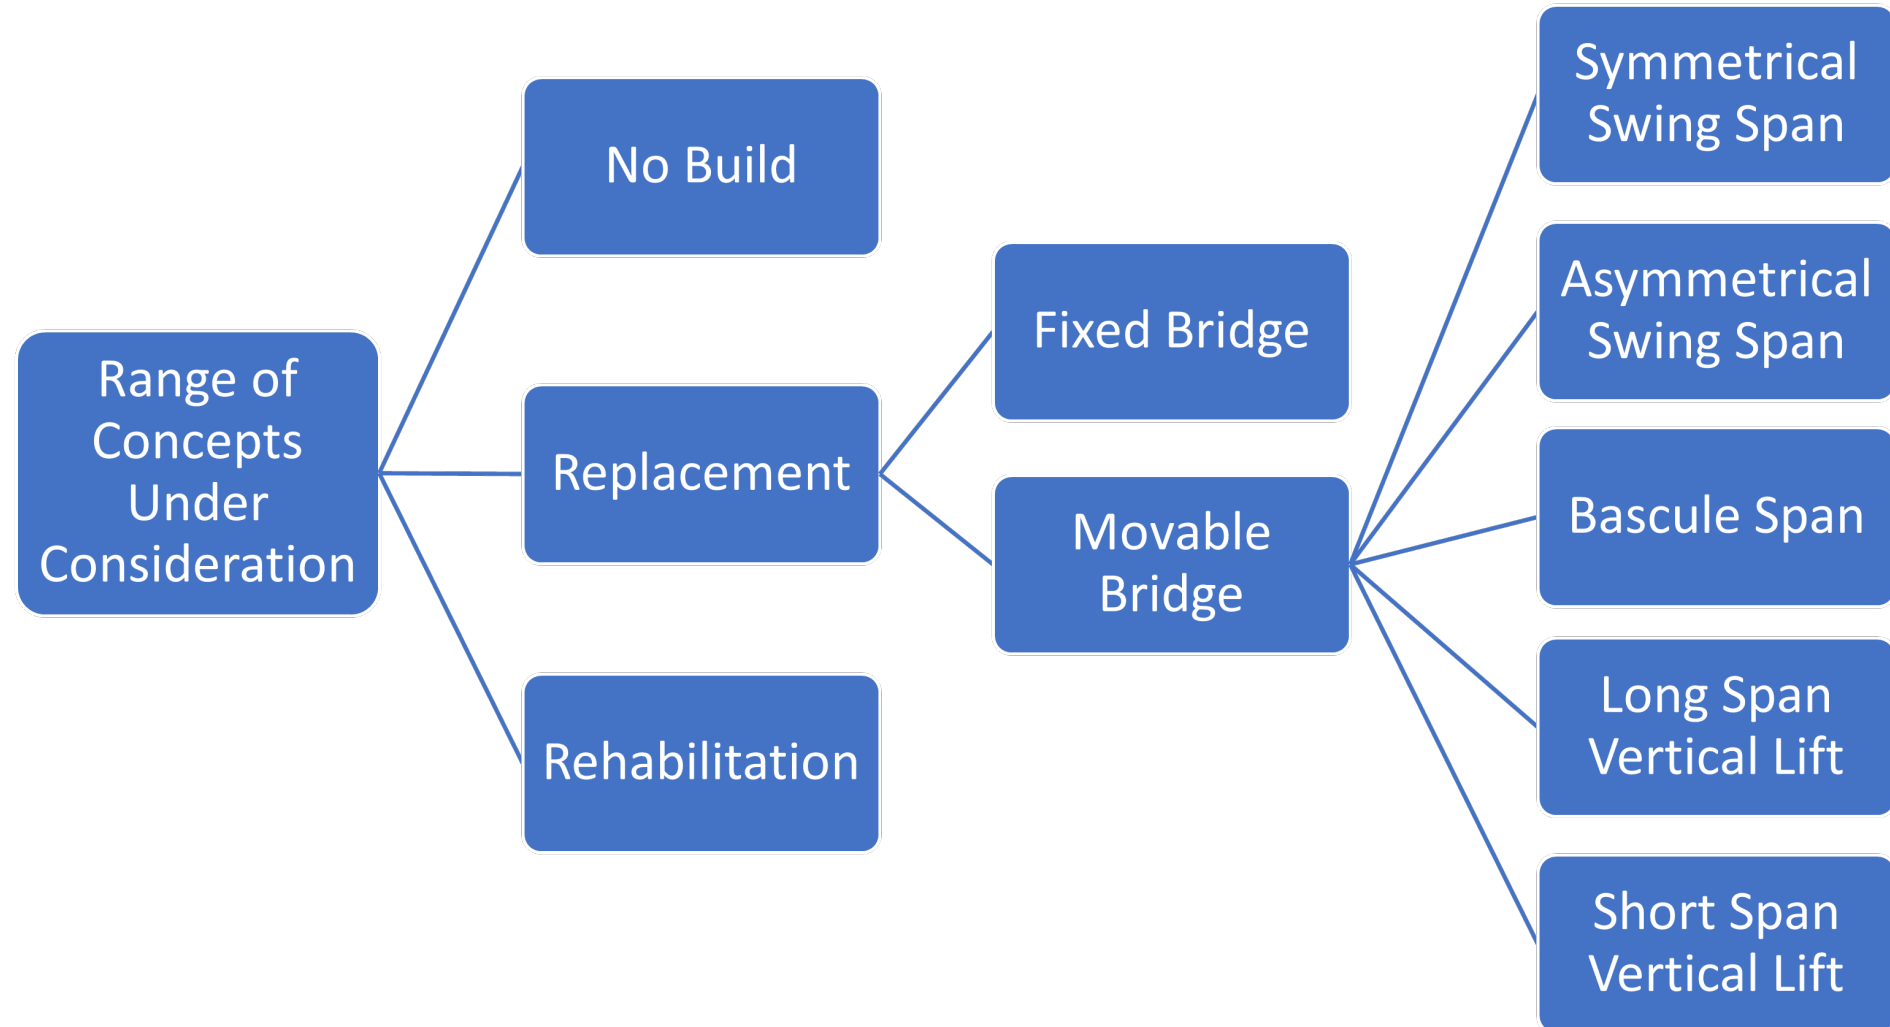 Range of
Concepts
Under
Consideration
No Build
Replacement
Rehabilitation
Fixed Bridge
Movable
Bridge
Symmetrical
Swing Span
Asymmetrical
Swing Span
Bascule Span
Long Span
Vertical Lift
Short Span
Vertical Lift